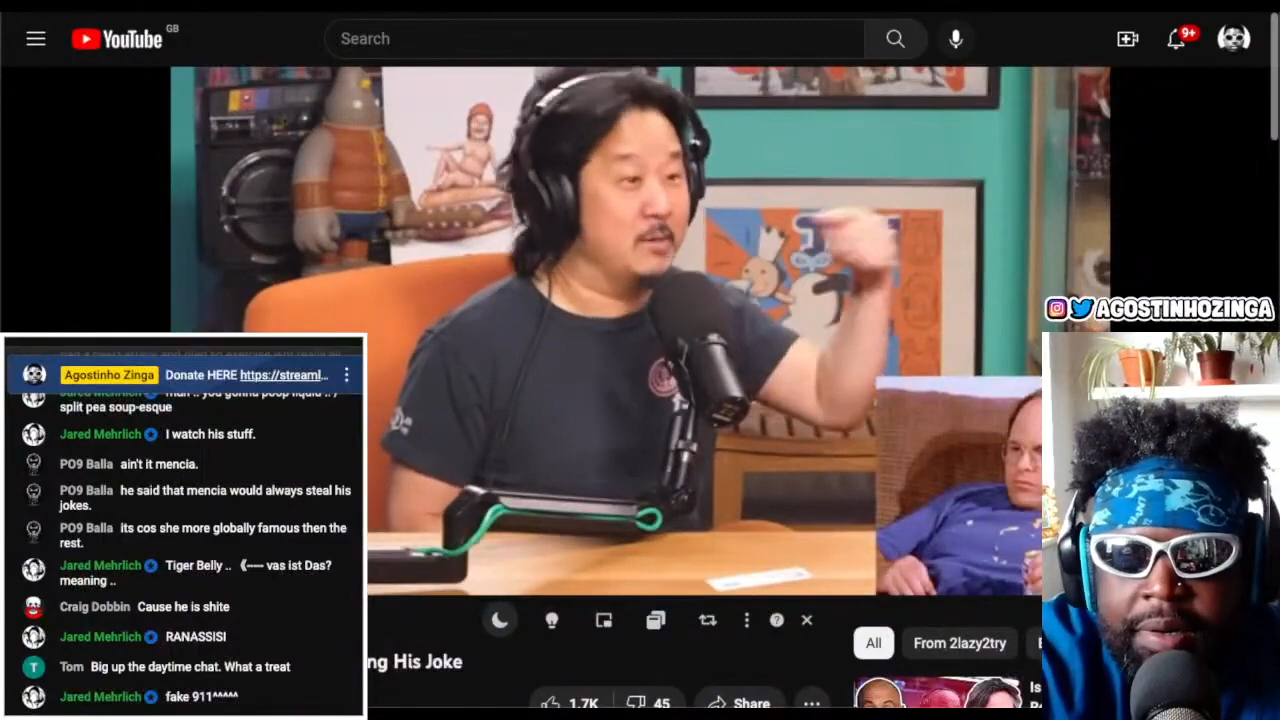 YouTube GB
Search
9+
AGOSTINHOZINGA
Agostinho Zinga Donate HERE https://streaml...
split pea soup-esque
Jared Mehrlich I watch his stuff.
PO9 Balla ain't it mencia.
PO9 Balla he said that mencia would always steal his
jokes.
PO9 Balla its cos she more globally famous then the
rest.
Jared Mehrlich Tiger Belly .. 《---- vas ist Das?
meaning ..
Craig Dobbin Cause he is shite
Jared Mehrlich RANASSISI
T Tom Big up the daytime chat. What a treat
Jared Mehrlich fake 911^^^^^
ng His Joke
All
From 2lazy2try
1.7K
45
Share
Is